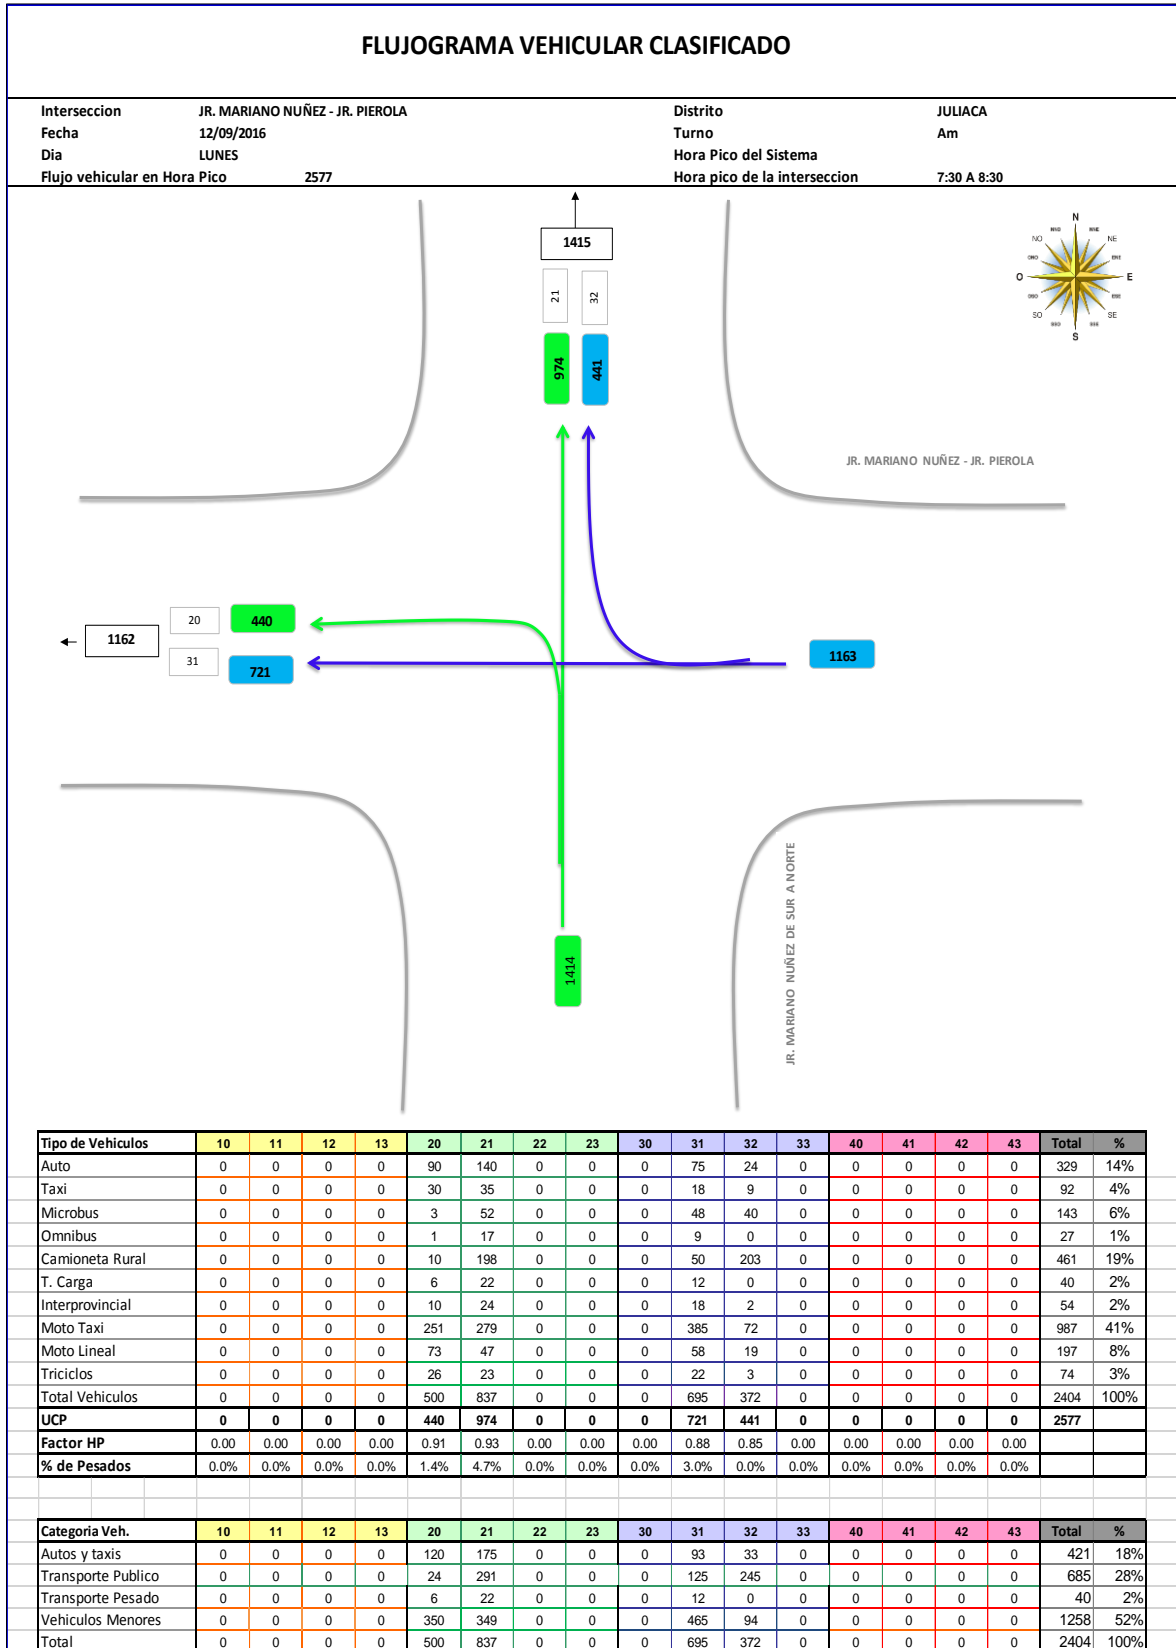 FLUJOGRAMA VEHICULAR CLASIFICADO
Interseccion JR. MARIANO NUÑEZ - JR. PIEROLA Distrito JULIACA
Fecha 12/09/2016 Turno Am
Dia LUNES Hora Pico del Sistema
Flujo vehicular en Hora Pico 2577 Hora pico de la interseccion 7:30 A 8:30
1415
21 32
974 441
N
NNO NNE
NO NE
ONO ENE
O E
OSO ESE
SO SE
SSO SSE
S
JR. MARIANO NUÑEZ - JR. PIEROLA
20 440
1162
31 721
1163
1414
JR. MARIANO NUÑEZ DE SUR A NORTE
Tipo de Vehiculos 10 11 12 13 20 21 22 23 30 31 32 33 40 41 42 43 Total %
Auto 0 0 0 0 90 140 0 0 0 75 24 0 0 0 0 0 329 14%
Taxi 0 0 0 0 30 35 0 0 0 18 9 0 0 0 0 0 92 4%
Microbus 0 0 0 0 3 52 0 0 0 48 40 0 0 0 0 0 143 6%
Omnibus 0 0 0 0 1 17 0 0 0 9 0 0 0 0 0 0 27 1%
Camioneta Rural 0 0 0 0 10 198 0 0 0 50 203 0 0 0 0 0 461 19%
T. Carga 0 0 0 0 6 22 0 0 0 12 0 0 0 0 0 0 40 2%
Interprovincial 0 0 0 0 10 24 0 0 0 18 2 0 0 0 0 0 54 2%
Moto Taxi 0 0 0 0 251 279 0 0 0 385 72 0 0 0 0 0 987 41%
Moto Lineal 0 0 0 0 73 47 0 0 0 58 19 0 0 0 0 0 197 8%
Triciclos 0 0 0 0 26 23 0 0 0 22 3 0 0 0 0 0 74 3%
Total Vehiculos 0 0 0 0 500 837 0 0 0 695 372 0 0 0 0 0 2404 100%
UCP 0 0 0 0 440 974 0 0 0 721 441 0 0 0 0 0 2577
Factor HP 0.00 0.00 0.00 0.00 0.91 0.93 0.00 0.00 0.00 0.88 0.85 0.00 0.00 0.00 0.00 0.00
% de Pesados 0.0% 0.0% 0.0% 0.0% 1.4% 4.7% 0.0% 0.0% 0.0% 3.0% 0.0% 0.0% 0.0% 0.0% 0.0% 0.0%
Categoria Veh. 10 11 12 13 20 21 22 23 30 31 32 33 40 41 42 43 Total %
Autos y taxis 0 0 0 0 120 175 0 0 0 93 33 0 0 0 0 0 421 18%
Transporte Publico 0 0 0 0 24 291 0 0 0 125 245 0 0 0 0 0 685 28%
Transporte Pesado 0 0 0 0 6 22 0 0 0 12 0 0 0 0 0 0 40 2%
Vehiculos Menores 0 0 0 0 350 349 0 0 0 465 94 0 0 0 0 0 1258 52%
Total 0 0 0 0 500 837 0 0 0 695 372 0 0 0 0 0 2404 100%